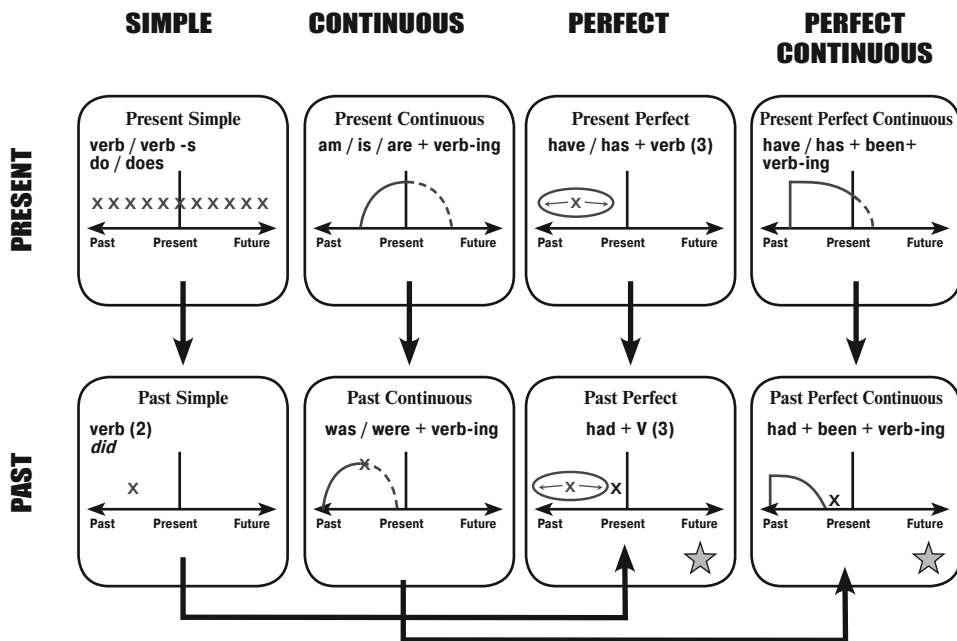 SIMPLE
CONTINUOUS
PERFECT
PERFECT
CONTINUOUS
PRESENT
Present Simple
verb / verb -s
do / does
X X X X X X X X X X X
Past Present Future
Present Continuous
am / is / are + verb-ing
Past Present Future
Present Perfect
have / has + verb (3)
X
Past Present Future
Present Perfect Continuous
have / has + been+
verb-ing
Past Present Future
PAST
Past Simple
verb (2)
did
X
Past Present Future
Past Continuous
was / were + verb-ing
X
Past Present Future
Past Perfect
had + V (3)
X X
Past Present Future
Past Perfect Continuous
had + been + verb-ing
X
Past Present Future